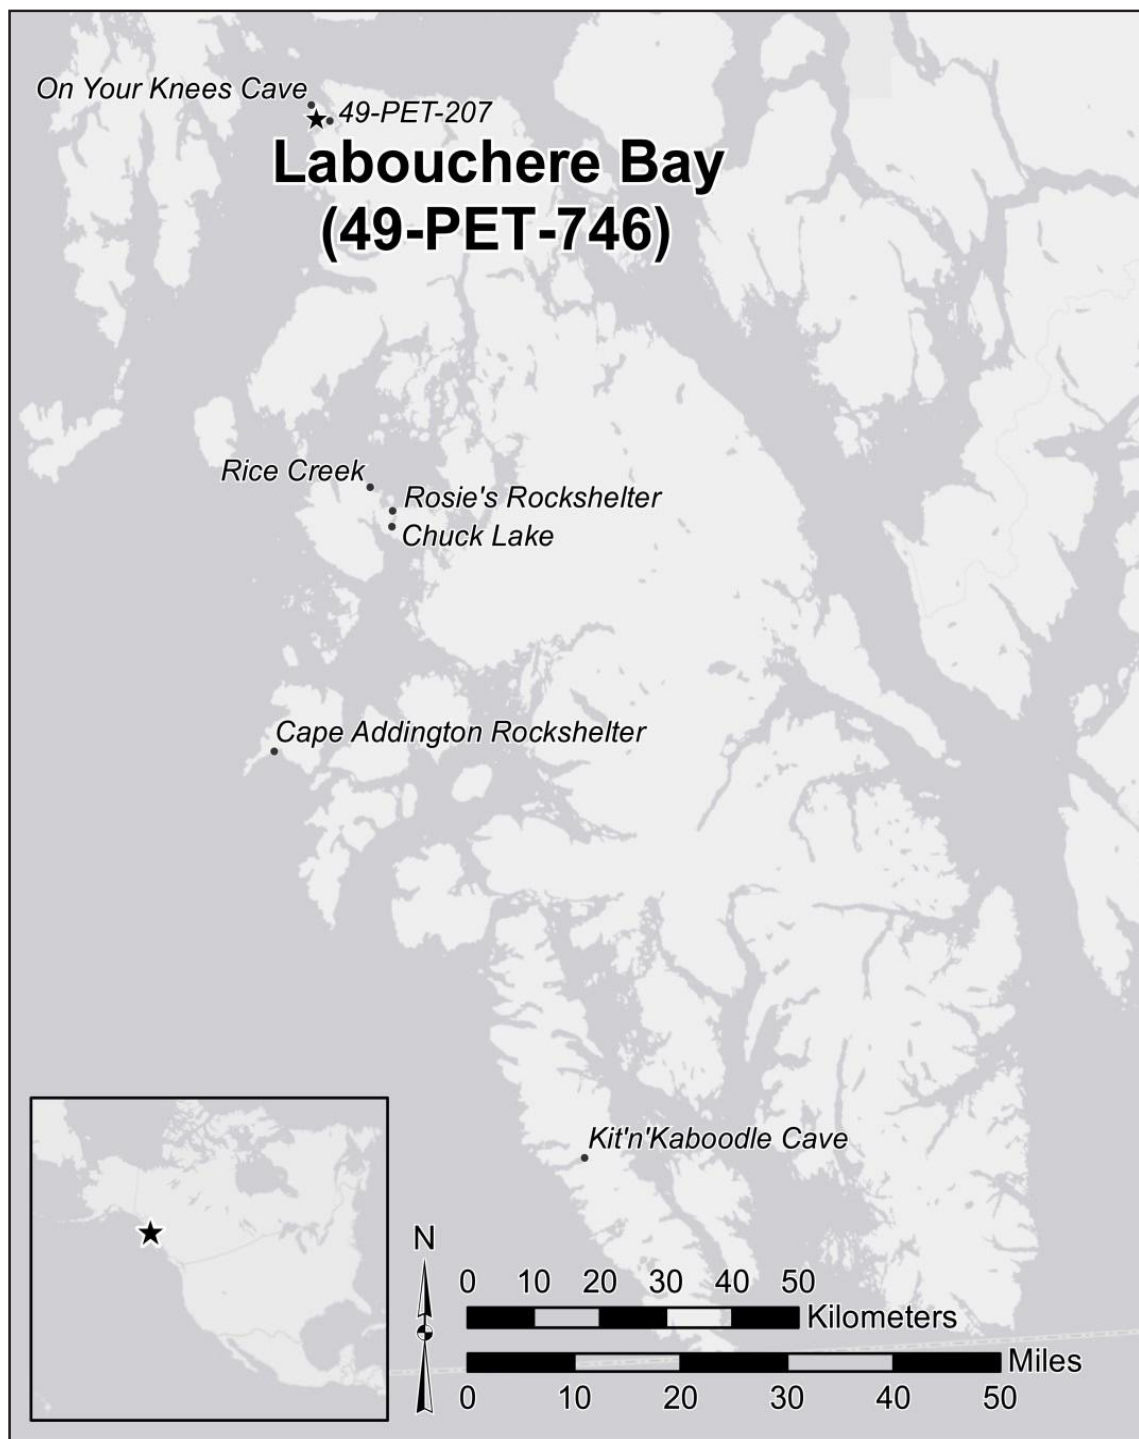 On Your Knees Cave
49-PET-207
Labouchere Bay
(49-PET-746)
Rice Creek
Rosie's Rockshelter
Chuck Lake
Cape Addington Rockshelter
Kit'n'Kaboodle Cave
N
0 10 20 30 40 50
Kilometers
Miles
0 10 20 30 40 50